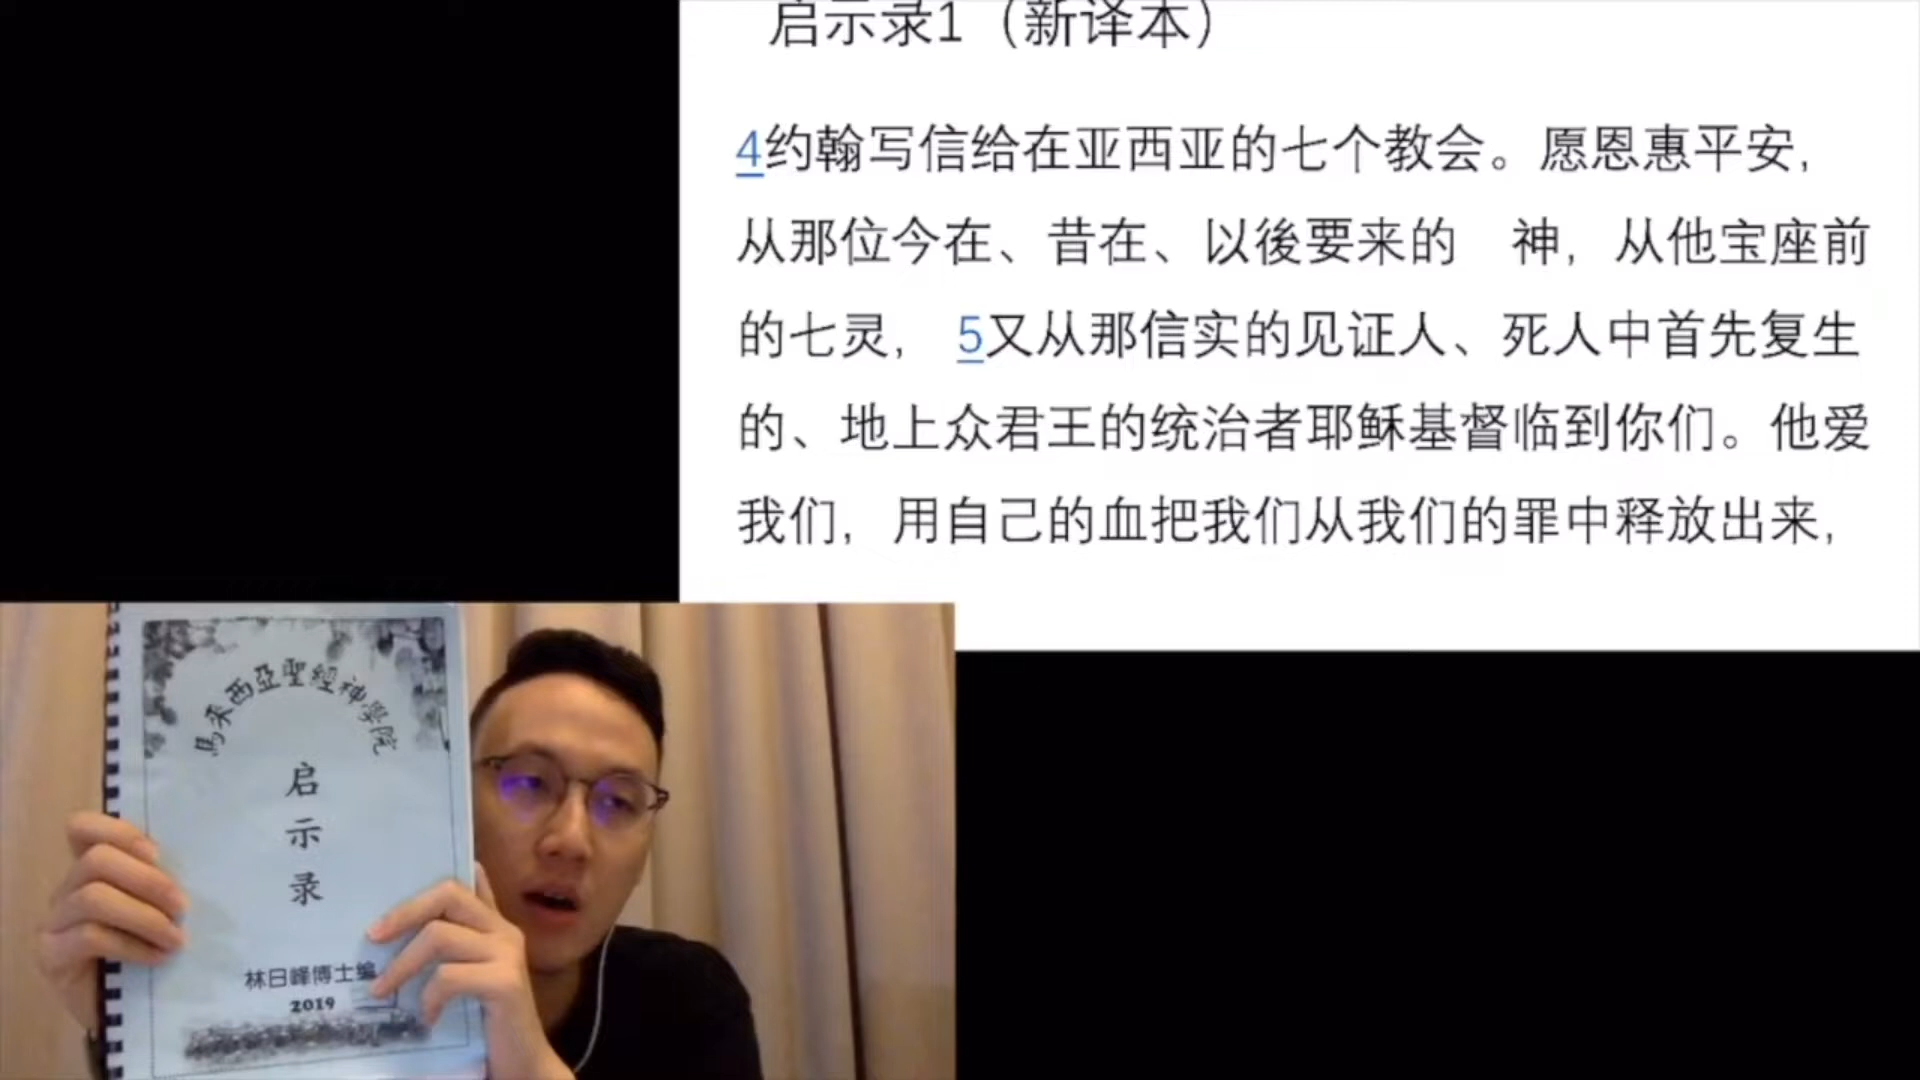 启示录1（新译本）
4约翰写信给在亚西亚的七个教会。愿恩惠平安，
从那位今在、昔在、以後要来的　神，从他宝座前
的七灵， 5又从那信实的见证人、死人中首先复生
的、地上众君王的统治者耶稣基督临到你们。他爱
我们，用自己的血把我们从我们的罪中释放出来，
馬來西亞聖經神學院
启
示
录
林日峰博士编
2019